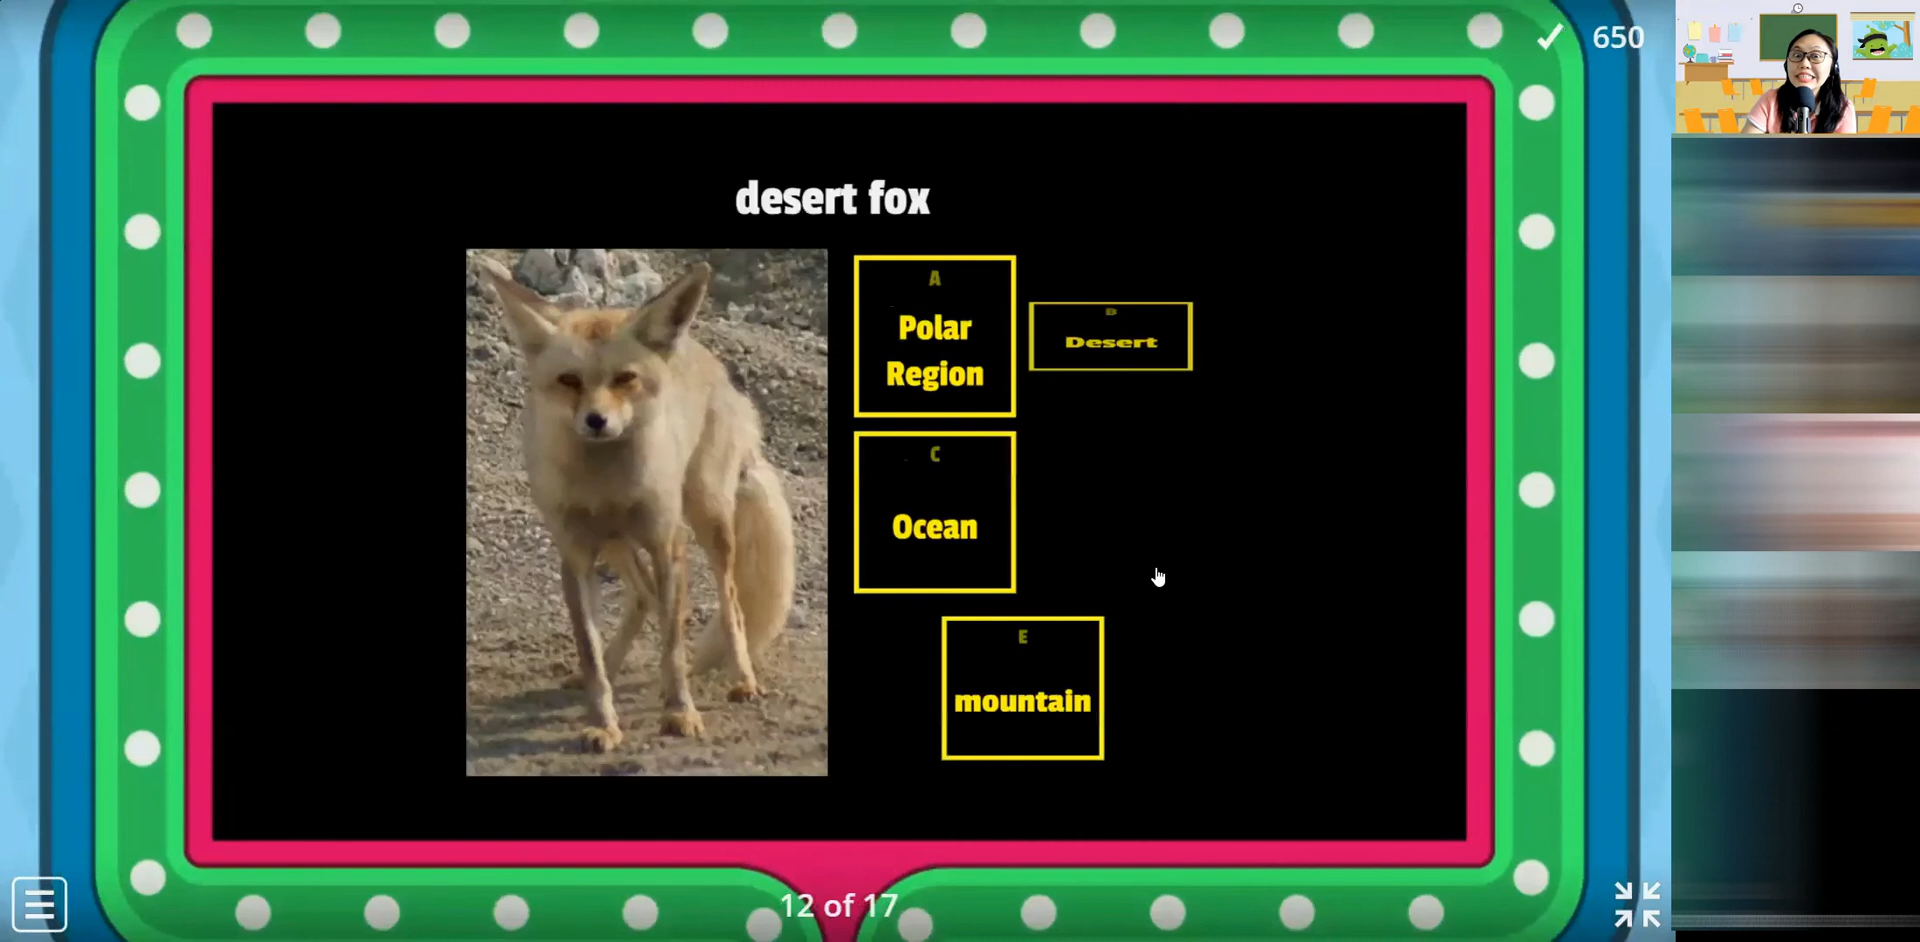 650
desert fox
A
Polar
Region
B
Desert
C
Ocean
E
mountain
12 of 17